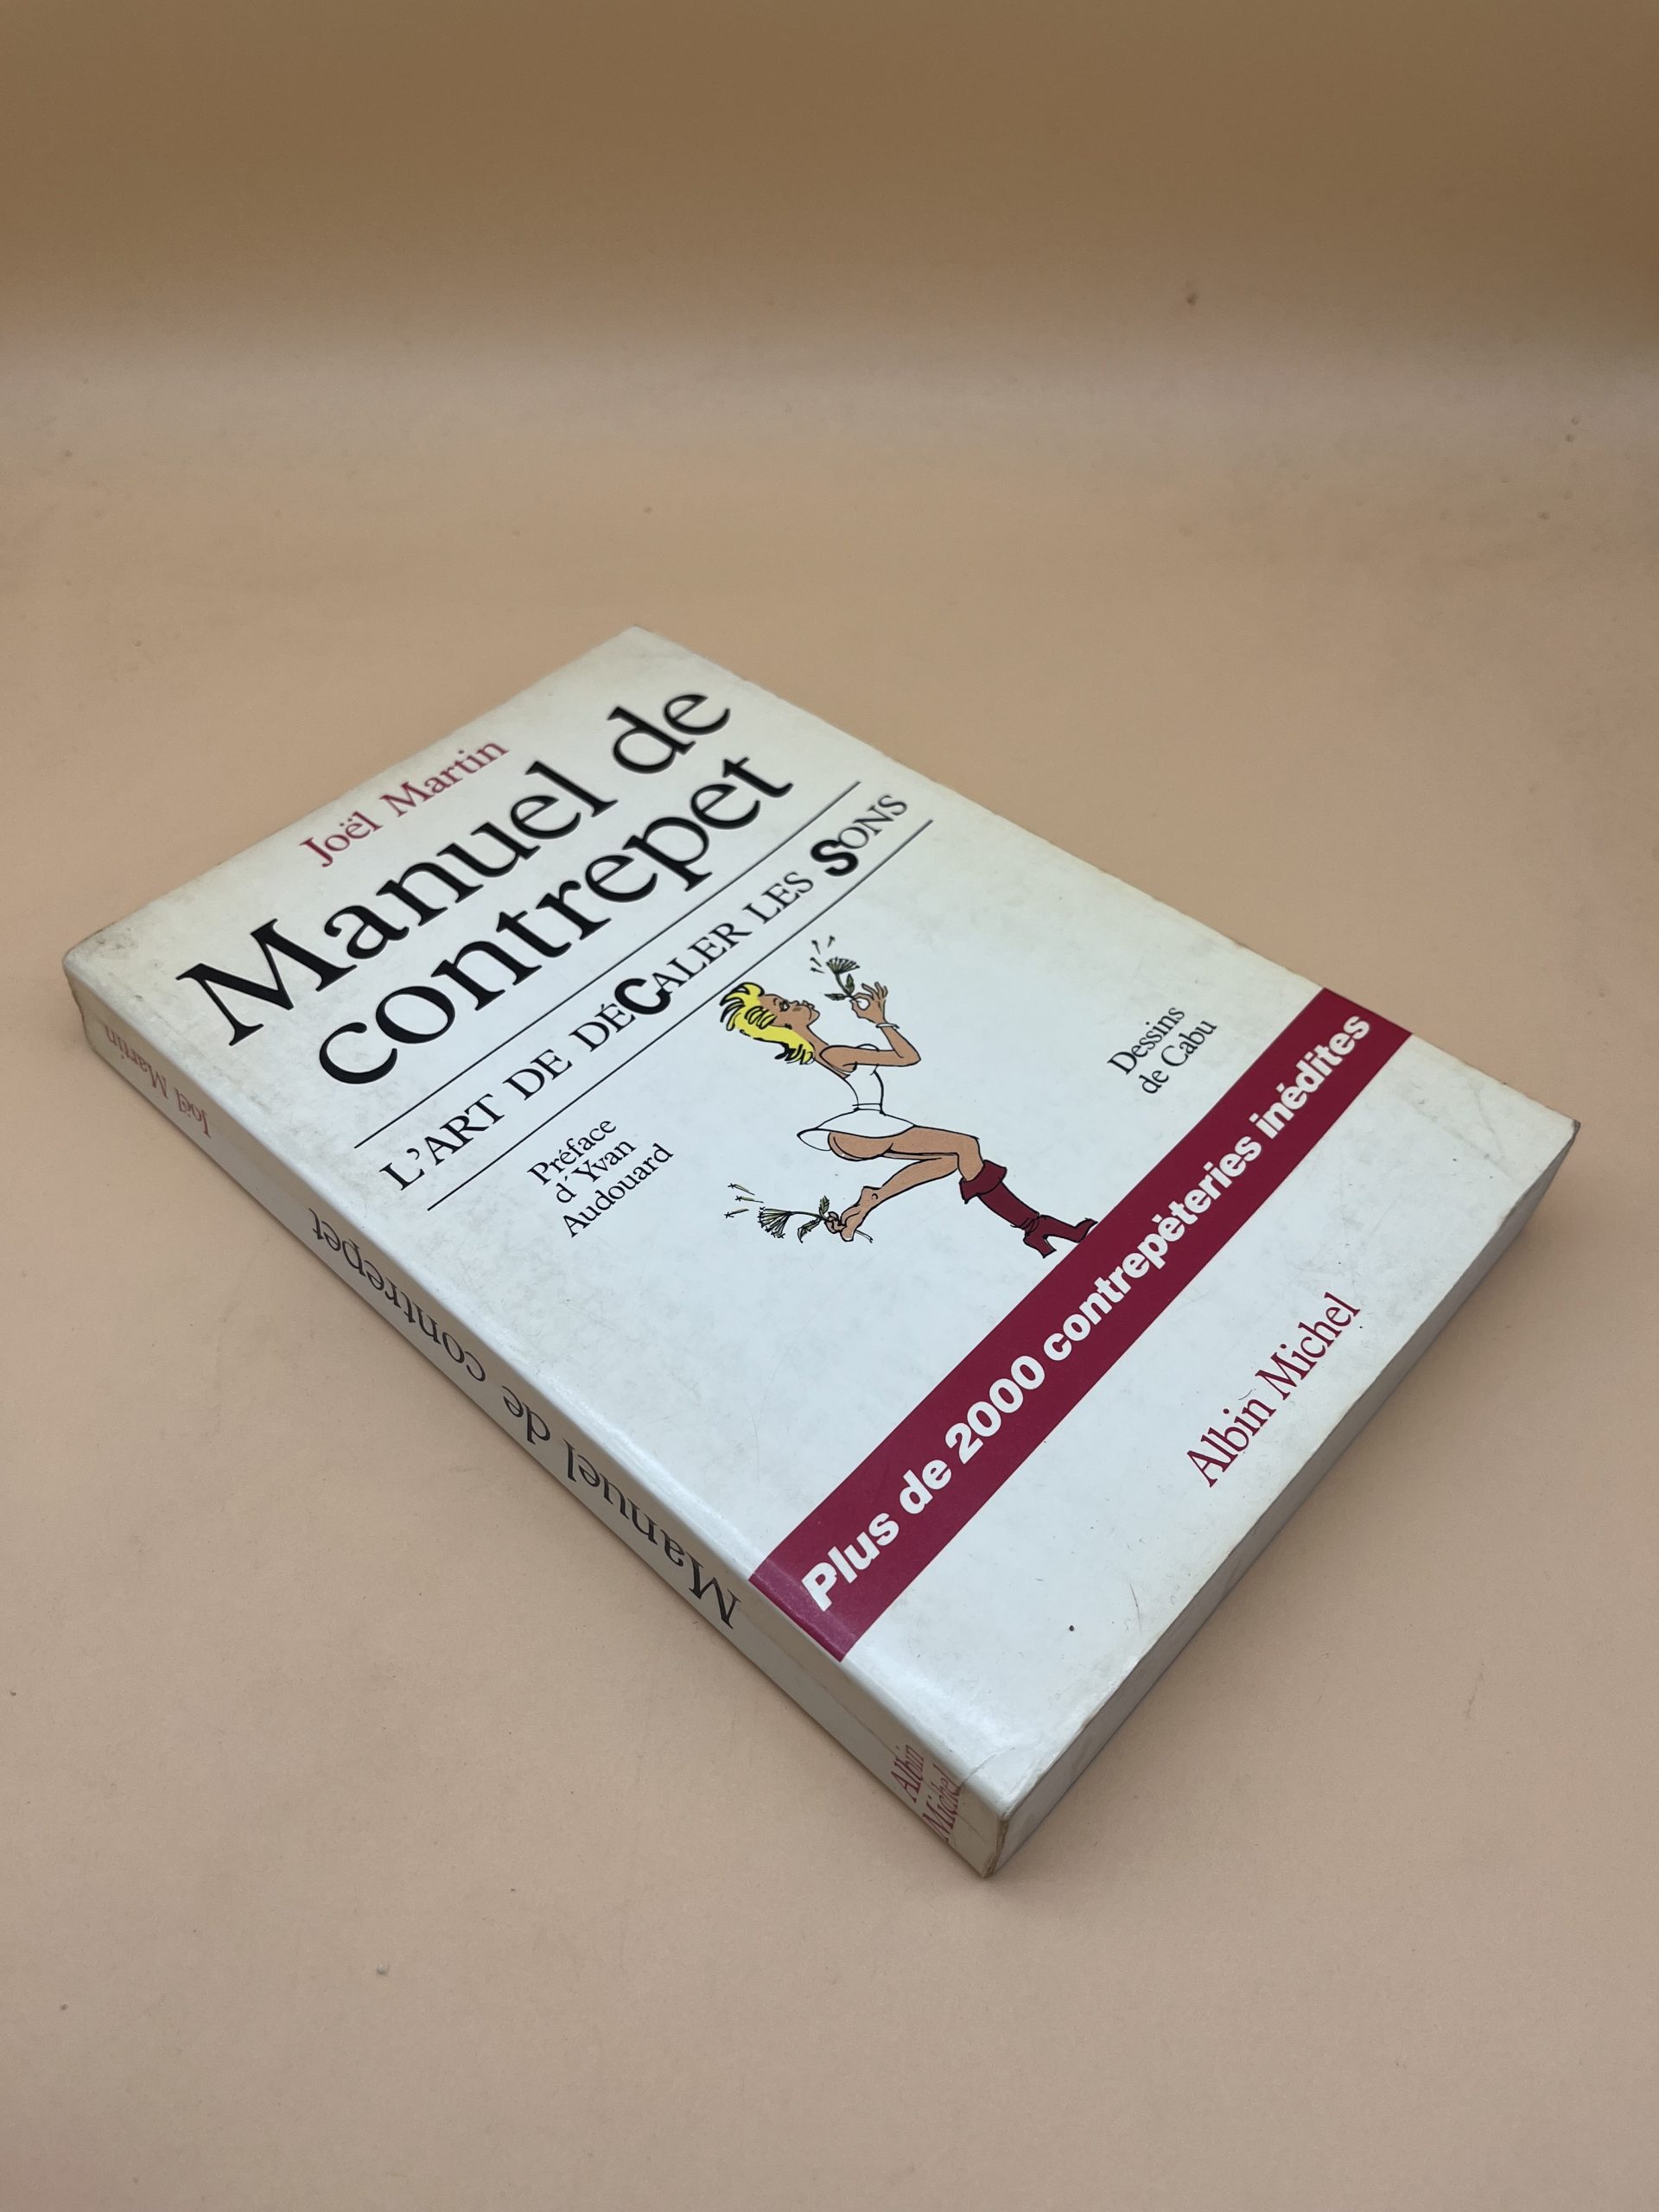 Joël Martin
Manuel de
contrepet
L'ART DE DÉCALER LES SONS
Préface
d'Yvan
Audouard
Dessins
de Cabu
Plus de 2000 contrepèteries inédites
Albin Michel
Joël Martin
Manuel de contrepet
Albin
Michel